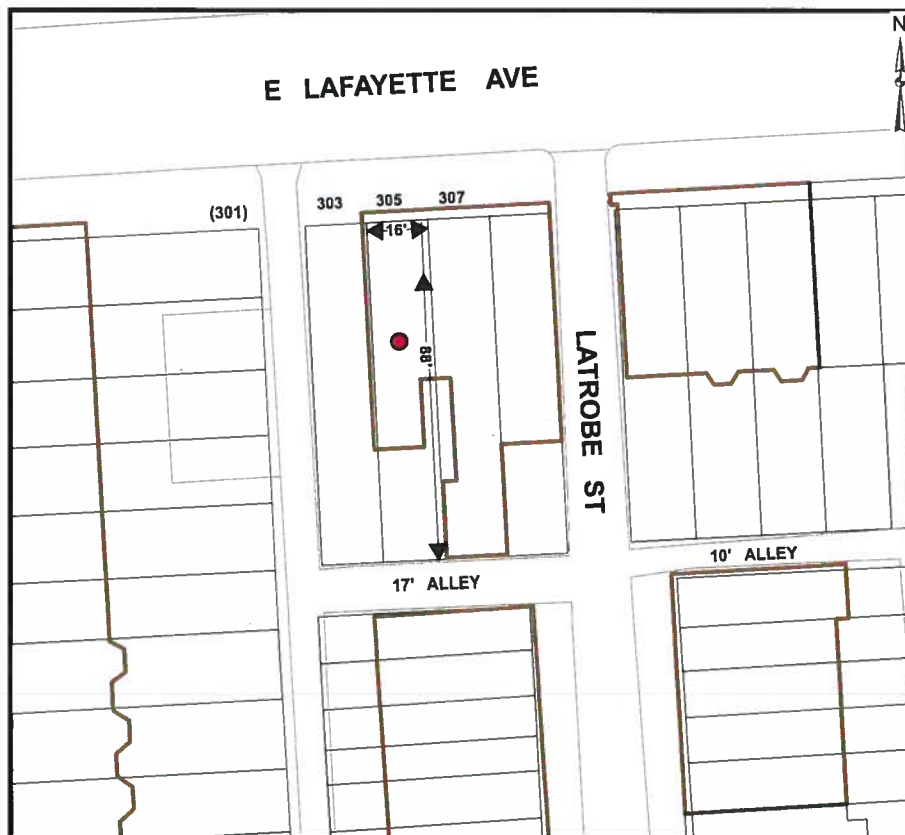 N
E LAFAYETTE AVE
(301)
303 305 307
16'
88'
LATROBE ST
17' ALLEY
10' ALLEY